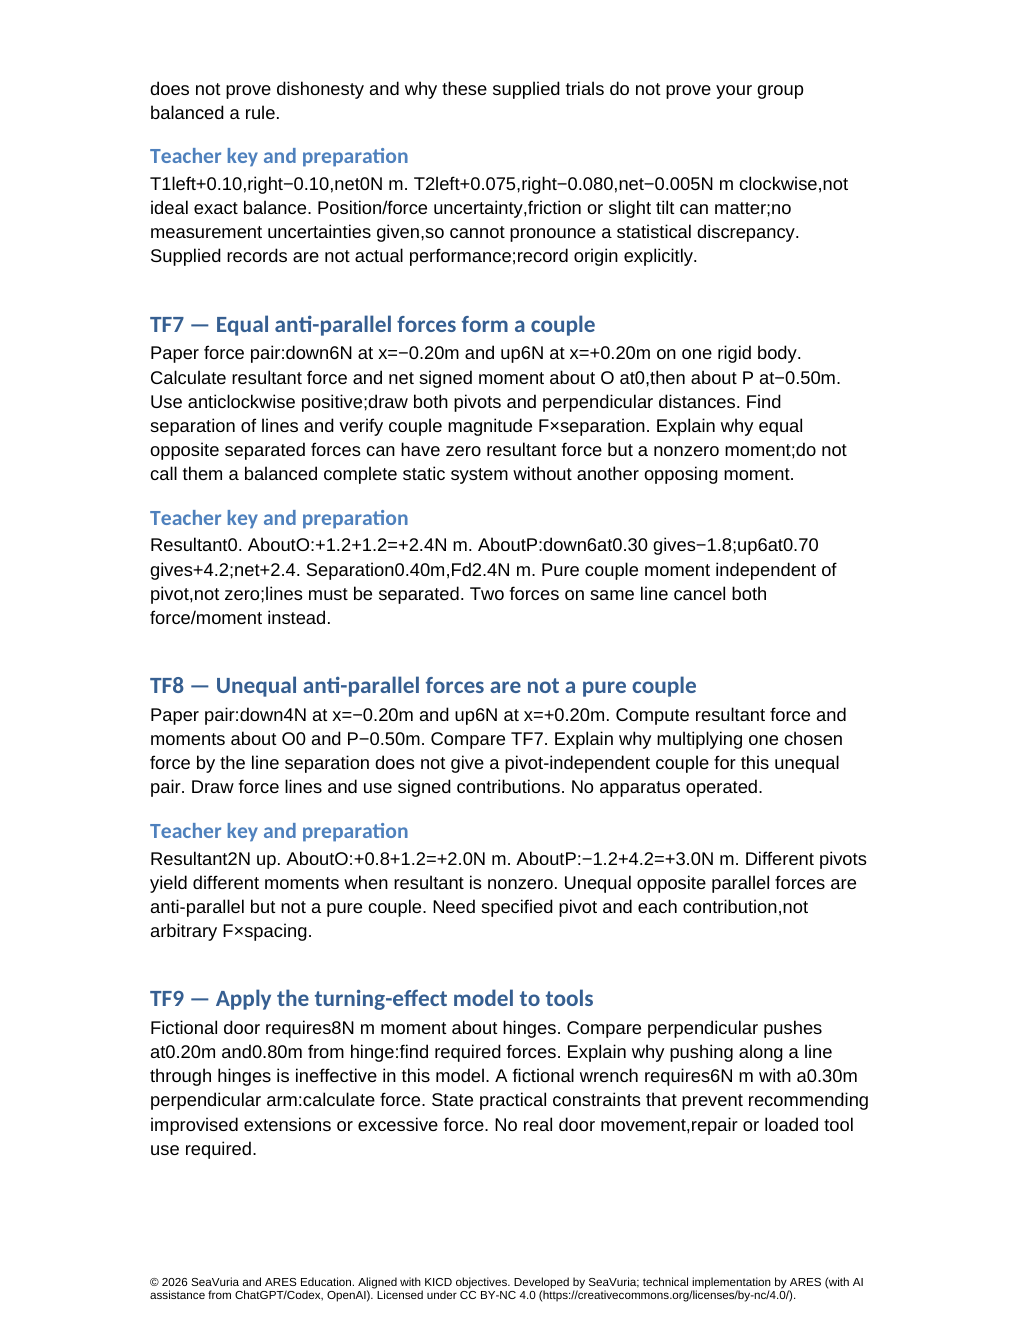 does not prove dishonesty and why these supplied trials do not prove your group
balanced a rule.
Teacher key and preparation
T1left+0.10,right−0.10,net0N m. T2left+0.075,right−0.080,net−0.005N m clockwise,not
ideal exact balance. Position/force uncertainty,friction or slight tilt can matter;no
measurement uncertainties given,so cannot pronounce a statistical discrepancy.
Supplied records are not actual performance;record origin explicitly.
TF7 — Equal anti-parallel forces form a couple
Paper force pair:down6N at x=−0.20m and up6N at x=+0.20m on one rigid body.
Calculate resultant force and net signed moment about O at0,then about P at−0.50m.
Use anticlockwise positive;draw both pivots and perpendicular distances. Find
separation of lines and verify couple magnitude F×separation. Explain why equal
opposite separated forces can have zero resultant force but a nonzero moment;do not
call them a balanced complete static system without another opposing moment.
Teacher key and preparation
Resultant0. AboutO:+1.2+1.2=+2.4N m. AboutP:down6at0.30 gives−1.8;up6at0.70
gives+4.2;net+2.4. Separation0.40m,Fd2.4N m. Pure couple moment independent of
pivot,not zero;lines must be separated. Two forces on same line cancel both
force/moment instead.
TF8 — Unequal anti-parallel forces are not a pure couple
Paper pair:down4N at x=−0.20m and up6N at x=+0.20m. Compute resultant force and
moments about O0 and P−0.50m. Compare TF7. Explain why multiplying one chosen
force by the line separation does not give a pivot-independent couple for this unequal
pair. Draw force lines and use signed contributions. No apparatus operated.
Teacher key and preparation
Resultant2N up. AboutO:+0.8+1.2=+2.0N m. AboutP:−1.2+4.2=+3.0N m. Different pivots
yield different moments when resultant is nonzero. Unequal opposite parallel forces are
anti-parallel but not a pure couple. Need specified pivot and each contribution,not
arbitrary F×spacing.
TF9 — Apply the turning-effect model to tools
Fictional door requires8N m moment about hinges. Compare perpendicular pushes
at0.20m and0.80m from hinge:find required forces. Explain why pushing along a line
through hinges is ineffective in this model. A fictional wrench requires6N m with a0.30m
perpendicular arm:calculate force. State practical constraints that prevent recommending
improvised extensions or excessive force. No real door movement,repair or loaded tool
use required.
© 2026 SeaVuria and ARES Education. Aligned with KICD objectives. Developed by SeaVuria; technical implementation by ARES (with AI
assistance from ChatGPT/Codex, OpenAI). Licensed under CC BY-NC 4.0 (https://creativecommons.org/licenses/by-nc/4.0/).